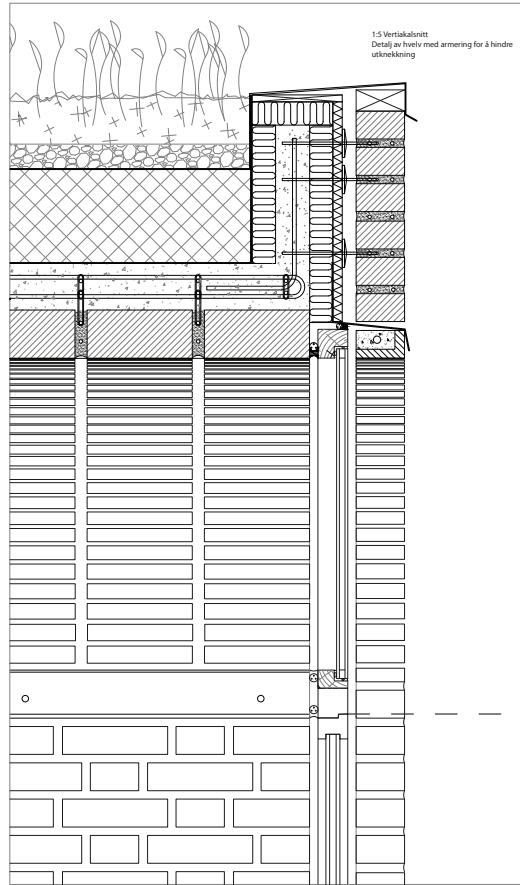 1:5 Vertiakalsnitt
Detalj av hvelv med armering for å hindre
utknekkning